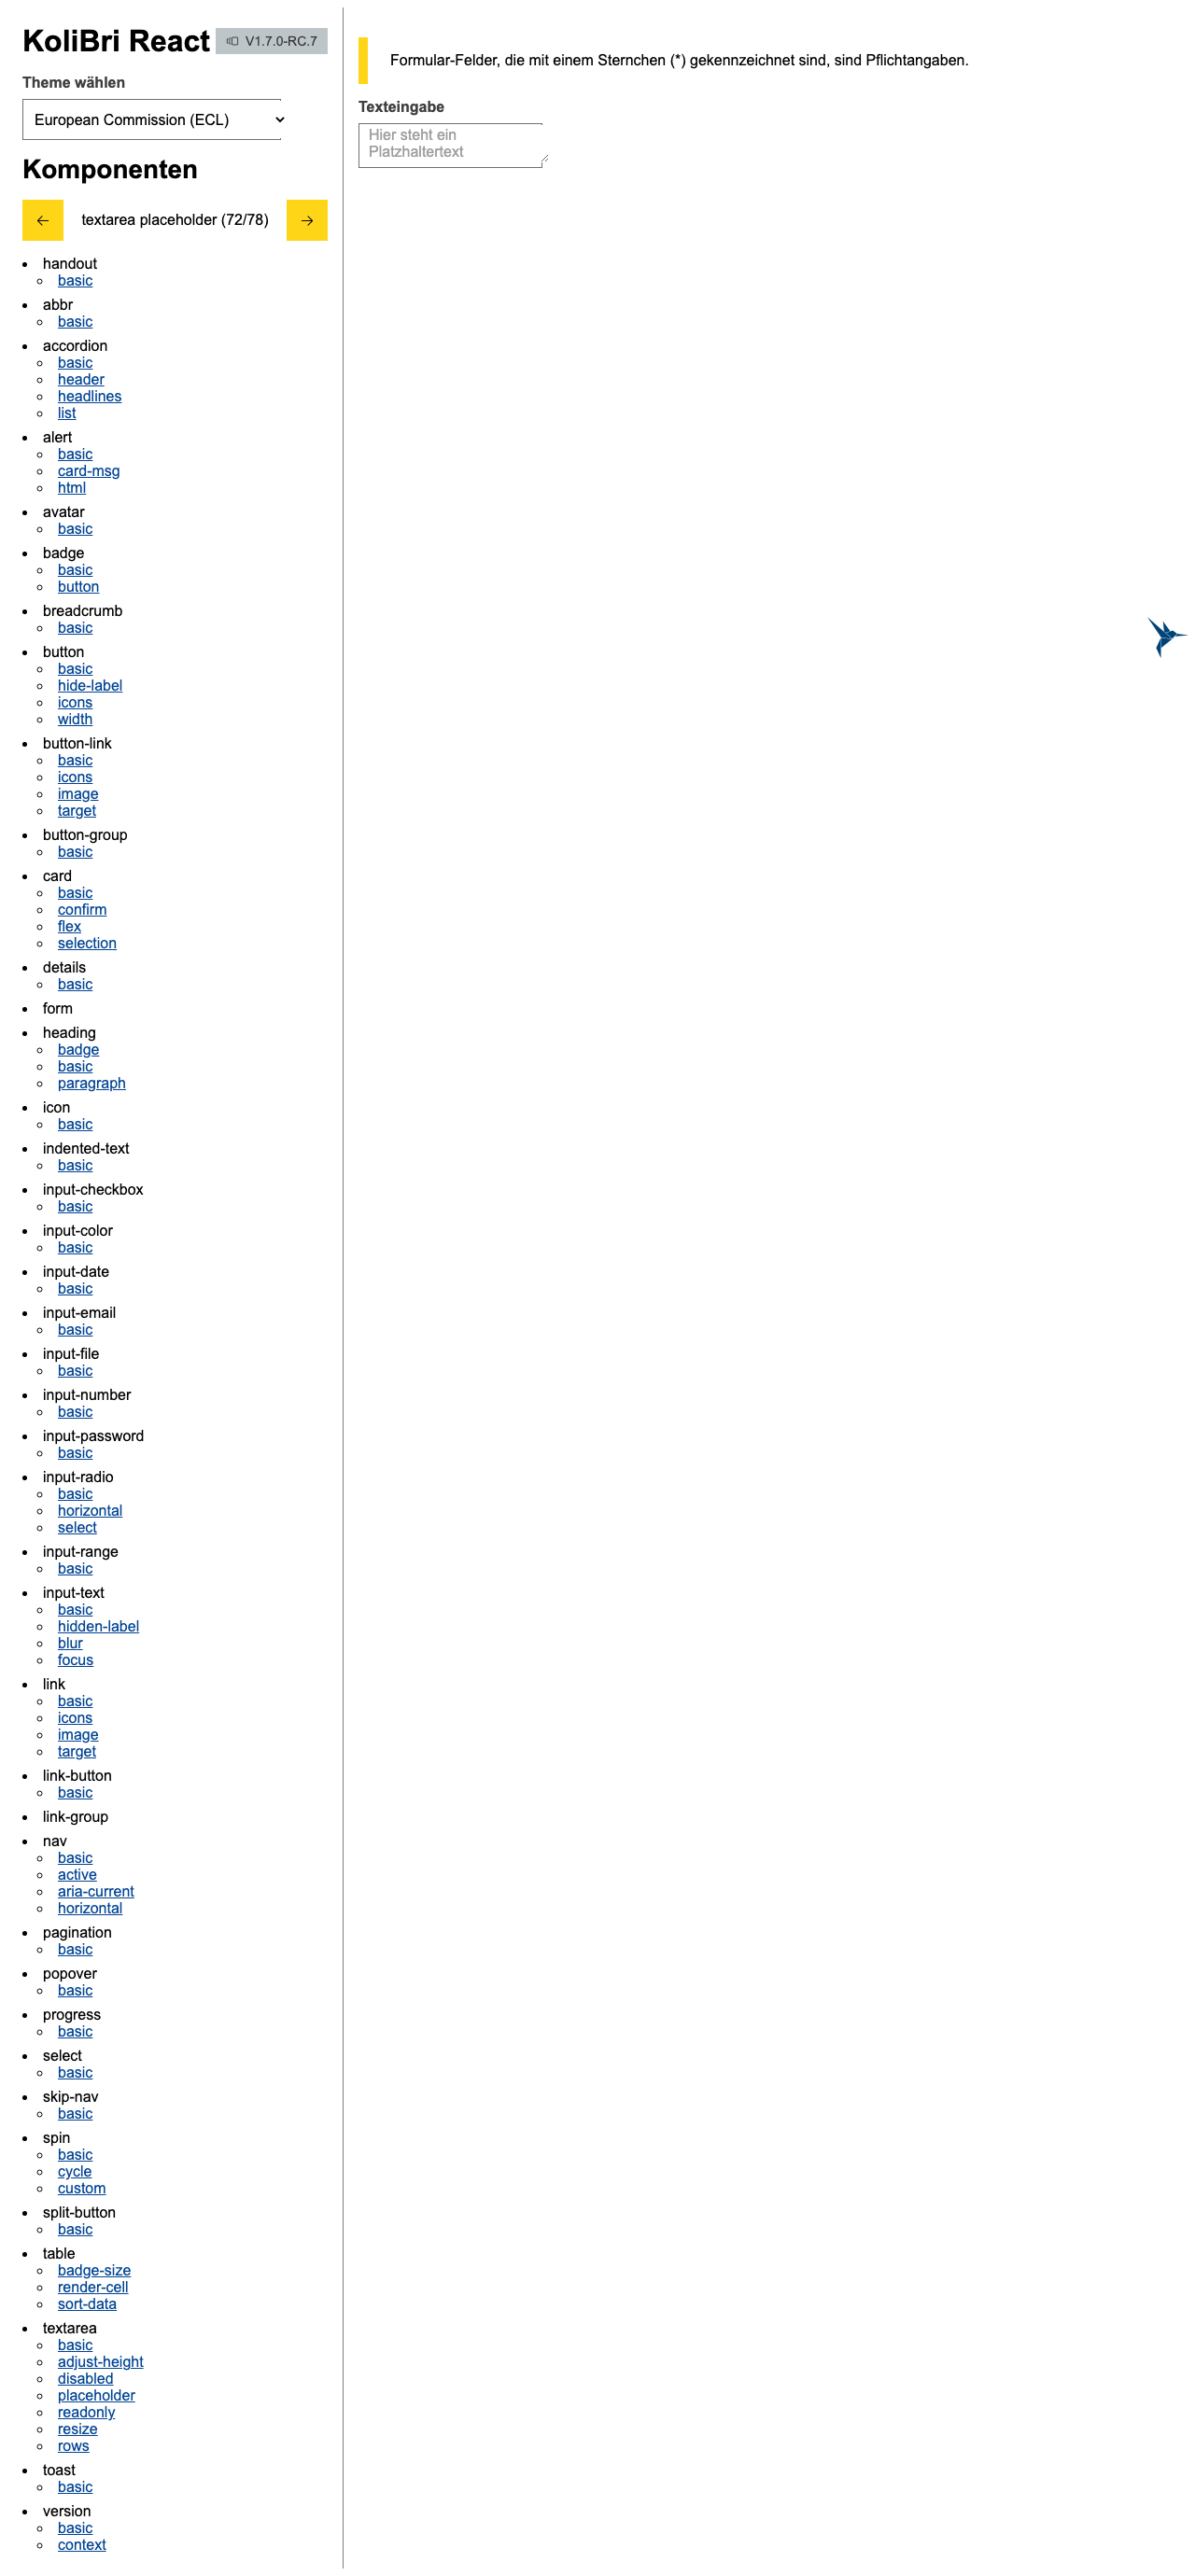 KoliBri React V1.7.0-RC.7
Theme wählen
European Commission (ECL)
Komponenten
textarea placeholder (72/78)
handout
basic
abbr
basic
accordion
basic
header
headlines
list
alert
basic
card-msg
html
avatar
basic
badge
basic
button
breadcrumb
basic
button
basic
hide-label
icons
width
button-link
basic
icons
image
target
button-group
basic
card
basic
confirm
flex
selection
details
basic
form
heading
badge
basic
paragraph
icon
basic
indented-text
basic
input-checkbox
basic
input-color
basic
input-date
basic
input-email
basic
input-file
basic
input-number
basic
input-password
basic
input-radio
basic
horizontal
select
input-range
basic
input-text
basic
hidden-label
blur
focus
link
basic
icons
image
target
link-button
basic
link-group
nav
basic
active
aria-current
horizontal
pagination
basic
popover
basic
progress
basic
select
basic
skip-nav
basic
spin
basic
cycle
custom
split-button
basic
table
badge-size
render-cell
sort-data
textarea
basic
adjust-height
disabled
placeholder
readonly
resize
rows
toast
basic
version
basic
context
Formular-Felder, die mit einem Sternchen (*) gekennzeichnet sind, sind Pflichtangaben.
Texteingabe
Hier steht ein
Platzhaltertext